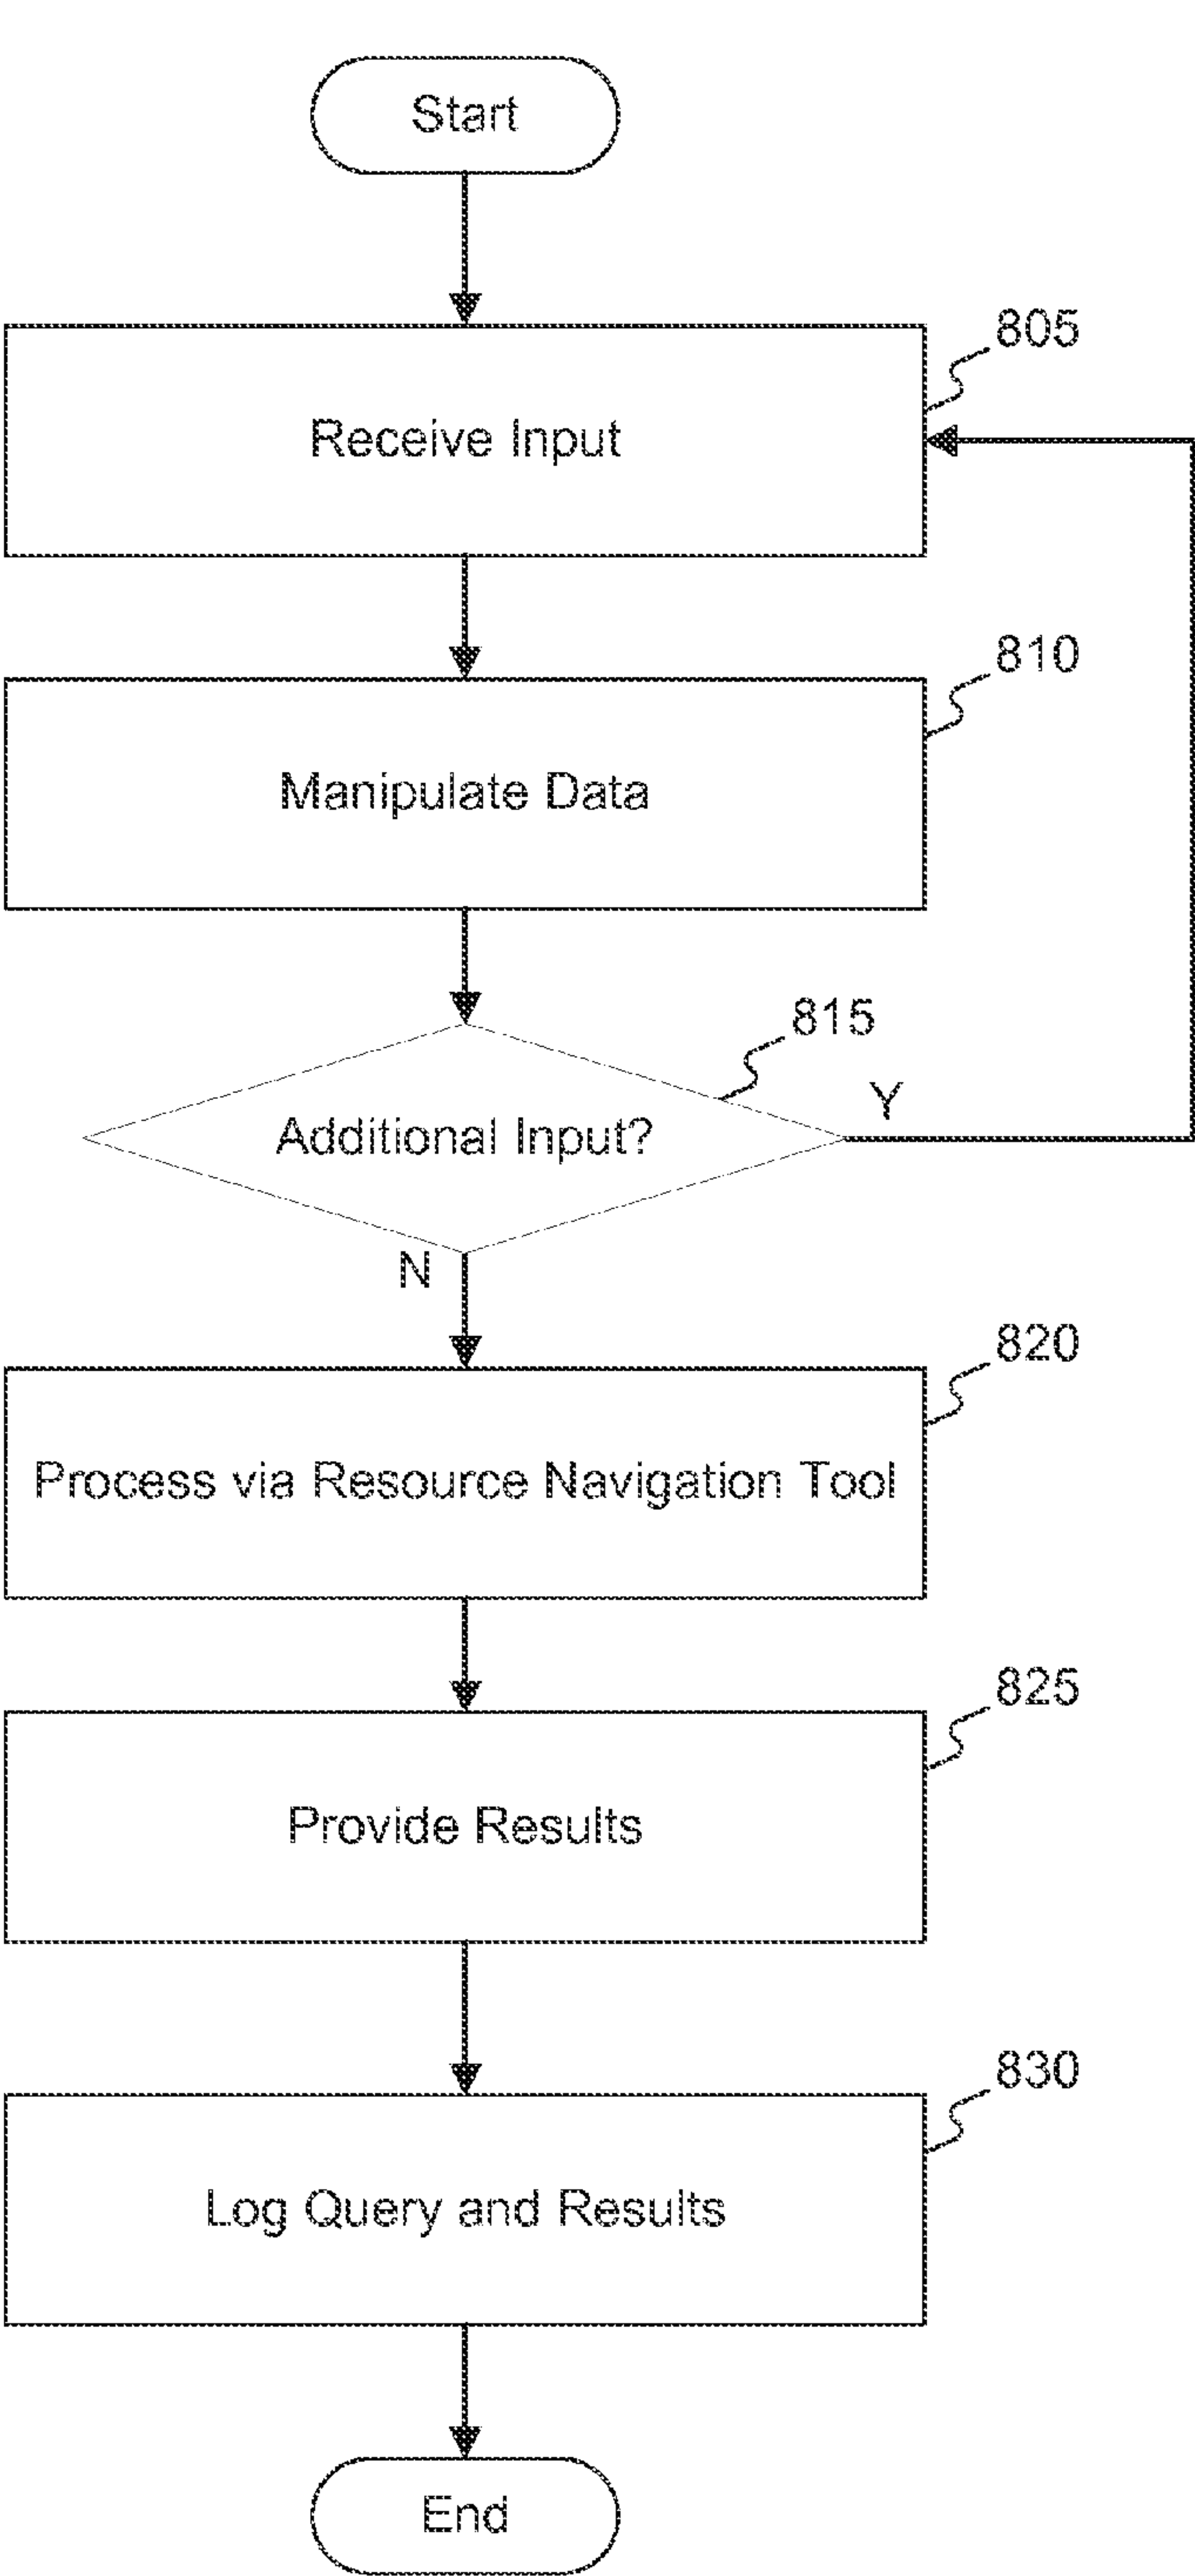 Start
805
Receive Input
810
Manipulate Data
815
Additional Input?
Y
N
820
Process via Resource Navigation Tool
825
Provide Results
830
Log Query and Results
End